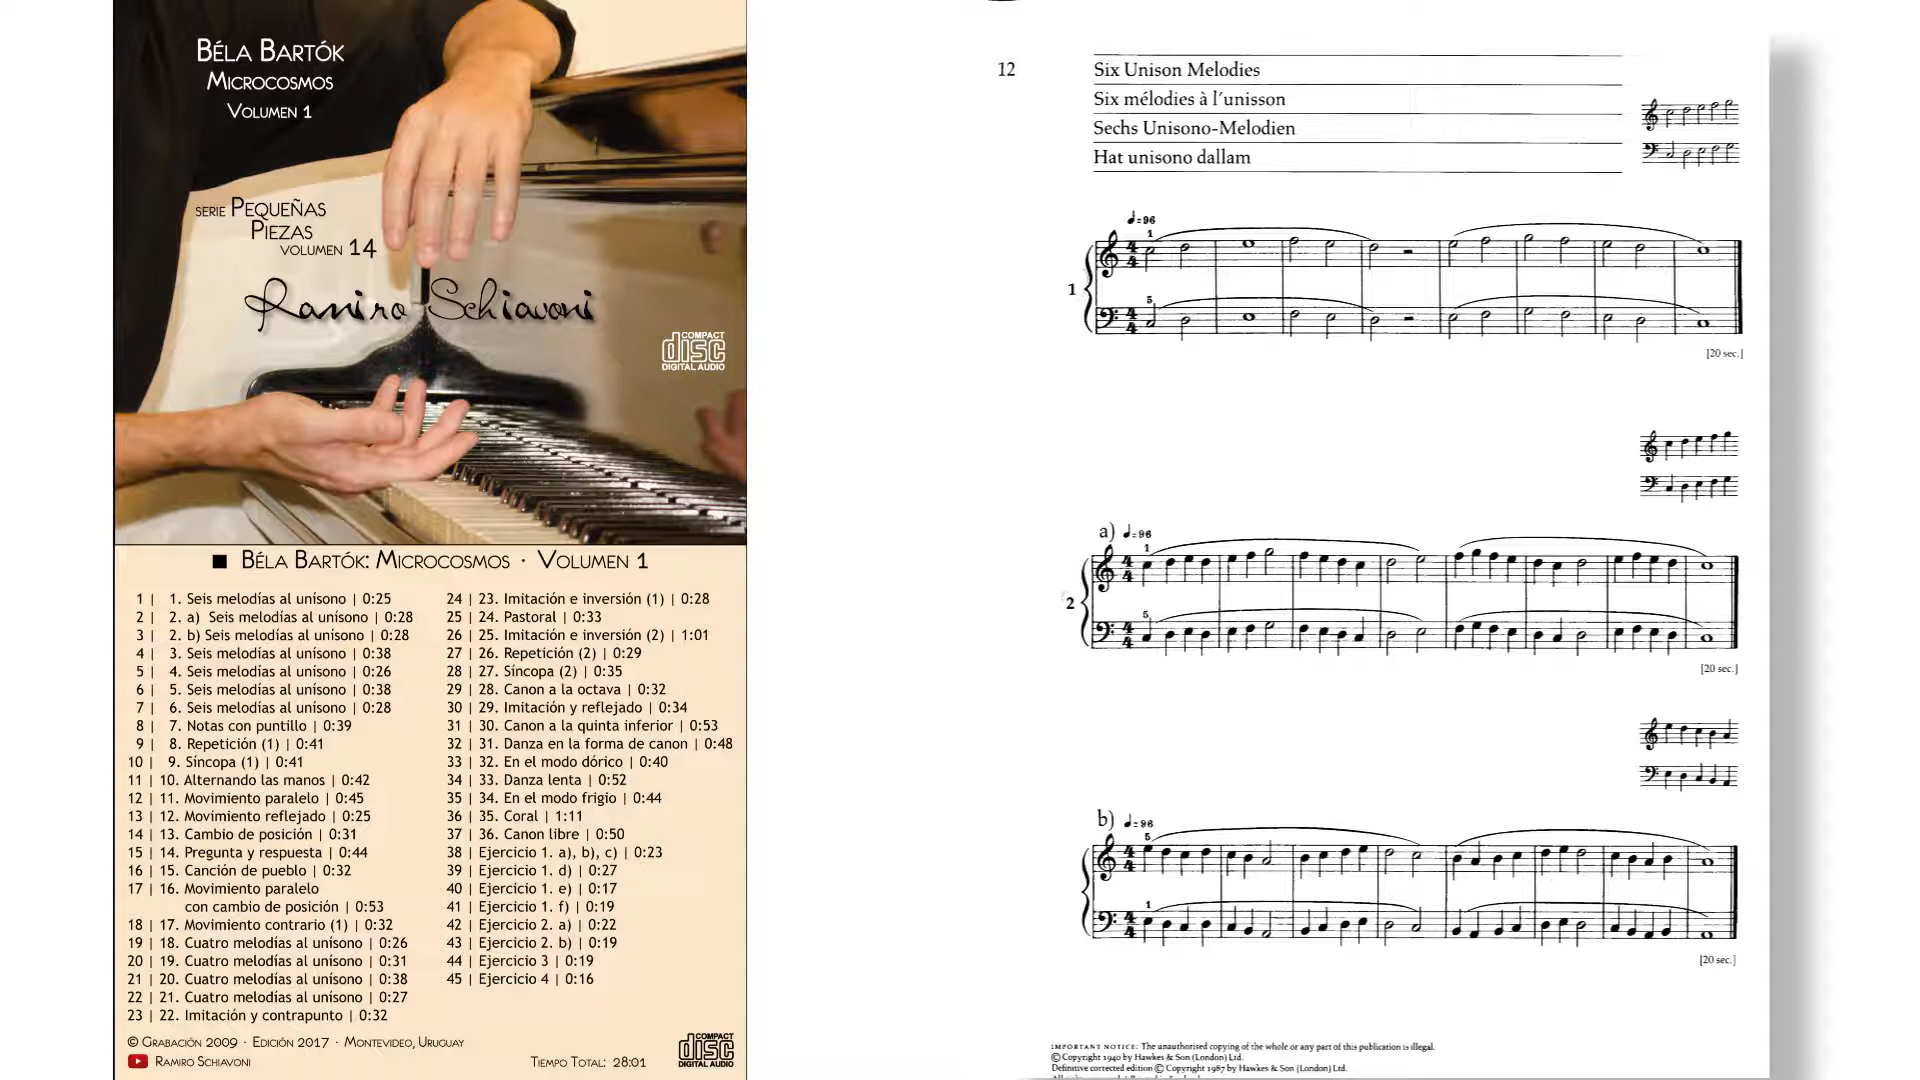 BÉLA BARTÓK
MICROCOSMOS
VOLUMEN 1
SERIE PEQUEÑAS
PIEZAS
VOLUMEN 14
Ramiro Schiavoni
COMPACT
disc
DIGITAL AUDIO
■ BÉLA BARTÓK: MICROCOSMOS · VOLUMEN 1
1 | 1. Seis melodías al unísono | 0:25
2 | 2. a) Seis melodías al unísono | 0:28
3 | 2. b) Seis melodías al unísono | 0:28
4 | 3. Seis melodías al unísono | 0:38
5 | 4. Seis melodías al unísono | 0:26
6 | 5. Seis melodías al unísono | 0:38
7 | 6. Seis melodías al unísono | 0:28
8 | 7. Notas con puntillo | 0:39
9 | 8. Repetición (1) | 0:41
10 | 9. Síncopa (1) | 0:41
11 | 10. Alternando las manos | 0:42
12 | 11. Movimiento paralelo | 0:45
13 | 12. Movimiento reflejado | 0:25
14 | 13. Cambio de posición | 0:31
15 | 14. Pregunta y respuesta | 0:44
16 | 15. Canción de pueblo | 0:32
17 | 16. Movimiento paralelo
con cambio de posición | 0:53
18 | 17. Movimiento contrario (1) | 0:32
19 | 18. Cuatro melodías al unísono | 0:26
20 | 19. Cuatro melodías al unísono | 0:31
21 | 20. Cuatro melodías al unísono | 0:38
22 | 21. Cuatro melodías al unísono | 0:27
23 | 22. Imitación y contrapunto | 0:32
24 | 23. Imitación e inversión (1) | 0:28
25 | 24. Pastoral | 0:33
26 | 25. Imitación e inversión (2) | 1:01
27 | 26. Repetición (2) | 0:29
28 | 27. Síncopa (2) | 0:35
29 | 28. Canon a la octava | 0:32
30 | 29. Imitación y reflejado | 0:34
31 | 30. Canon a la quinta inferior | 0:53
32 | 31. Danza en la forma de canon | 0:48
33 | 32. En el modo dórico | 0:40
34 | 33. Danza lenta | 0:52
35 | 34. En el modo frigio | 0:44
36 | 35. Coral | 1:11
37 | 36. Canon libre | 0:50
38 | Ejercicio 1. a), b), c) | 0:23
39 | Ejercicio 1. d) | 0:27
40 | Ejercicio 1. e) | 0:17
41 | Ejercicio 1. f) | 0:19
42 | Ejercicio 2. a) | 0:22
43 | Ejercicio 2. b) | 0:19
44 | Ejercicio 3 | 0:19
45 | Ejercicio 4 | 0:16
© GRABACIÓN 2009 · EDICIÓN 2017 · MONTEVIDEO, URUGUAY
RAMIRO SCHIAVONI
TIEMPO TOTAL: 28:01
COMPACT
disc
DIGITAL AUDIO
12
Six Unison Melodies
Six mélodies à l'unisson
Sechs Unisono-Melodien
Hat unisono dallam
♩=96
1
1
5
[20 sec.]
a) ♩=96
1
2
5
[20 sec.]
b) ♩=96
5
1
[20 sec.]
IMPORTANT NOTICE: The unauthorised copying of the whole or any part of this publication is illegal.
© Copyright 1940 by Hawkes & Son (London) Ltd.
Definitive corrected edition © Copyright 1987 by Hawkes & Son (London) Ltd.